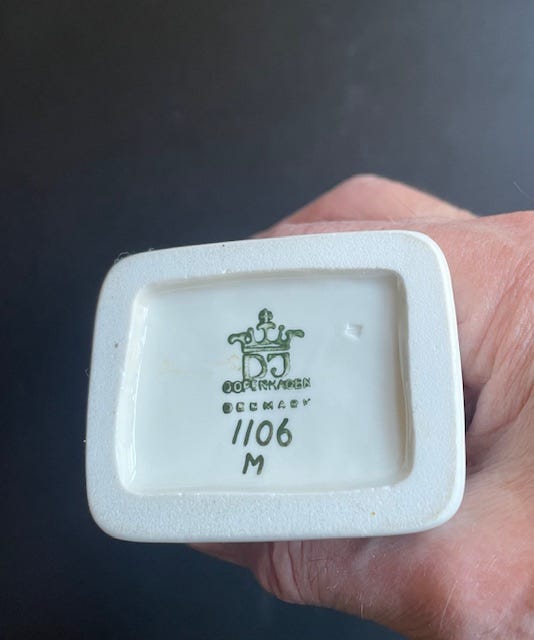 DJ
COPENHAGEN
DENMARK
1106
M